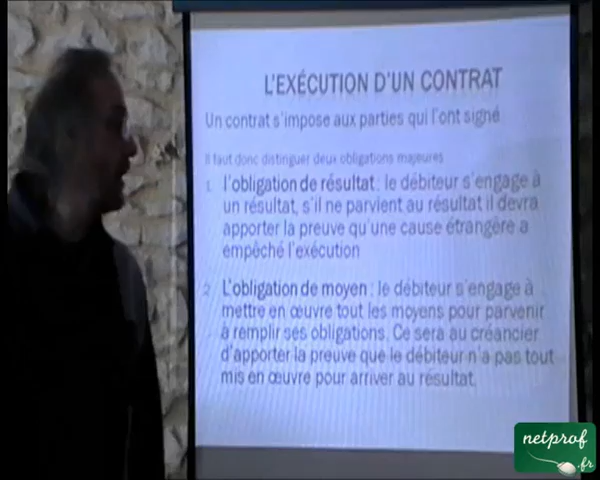 L'EXÉCUTION D'UN CONTRAT
Un contrat s'impose aux parties qui l'ont signé
Il faut donc distinguer deux obligations majeures
1. l'obligation de résultat : le débiteur s'engage à
un résultat, s'il ne parvient au résultat il devra
apporter la preuve qu'une cause étrangère a
empêché l'exécution
2. L'obligation de moyen : le débiteur s'engage à
mettre en œuvre tout les moyens pour parvenir
à remplir ses obligations. Ce sera au créancier
d'apporter la preuve que le débiteur n'a pas tout
mis en œuvre pour arriver au résultat.
netprof
.fr